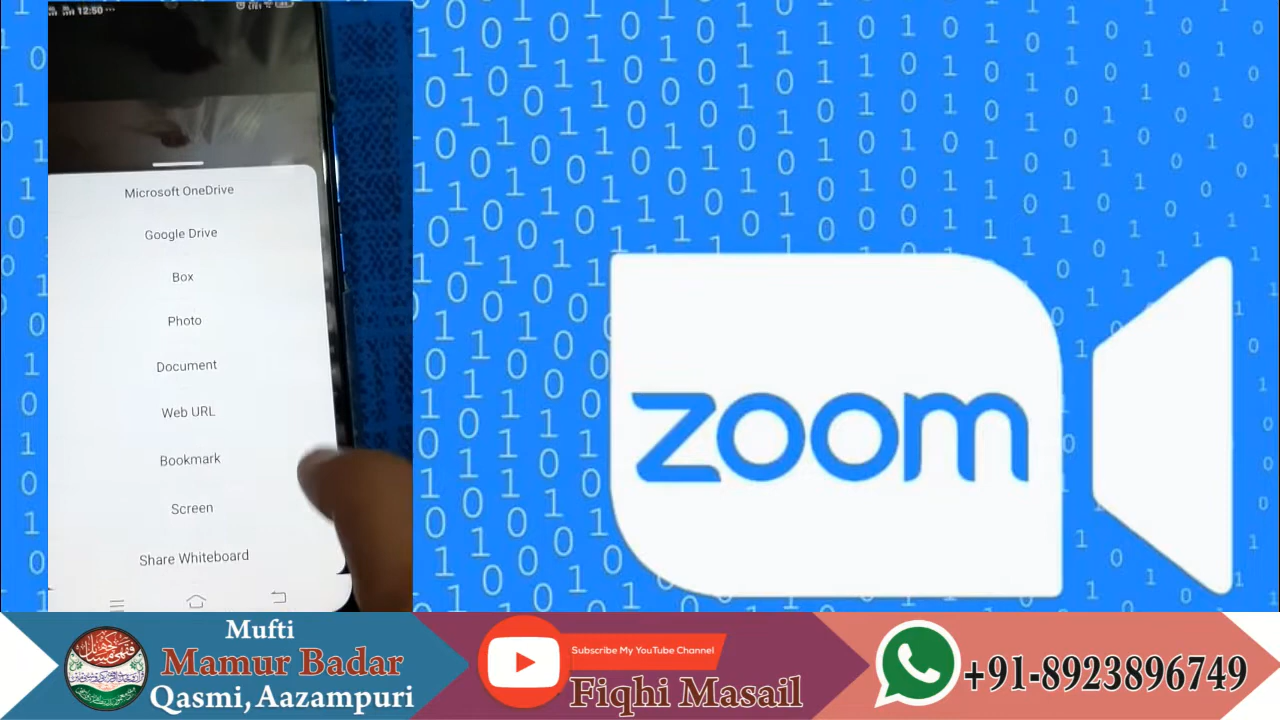 12:50
Microsoft OneDrive
Google Drive
Box
Photo
Document
Web URL
Bookmark
Screen
Share Whiteboard
zoom
Mufti
Mamur Badar
Qasmi, Aazampuri
Subscribe My YouTube Channel
Fiqhi Masail
+91-8923896749